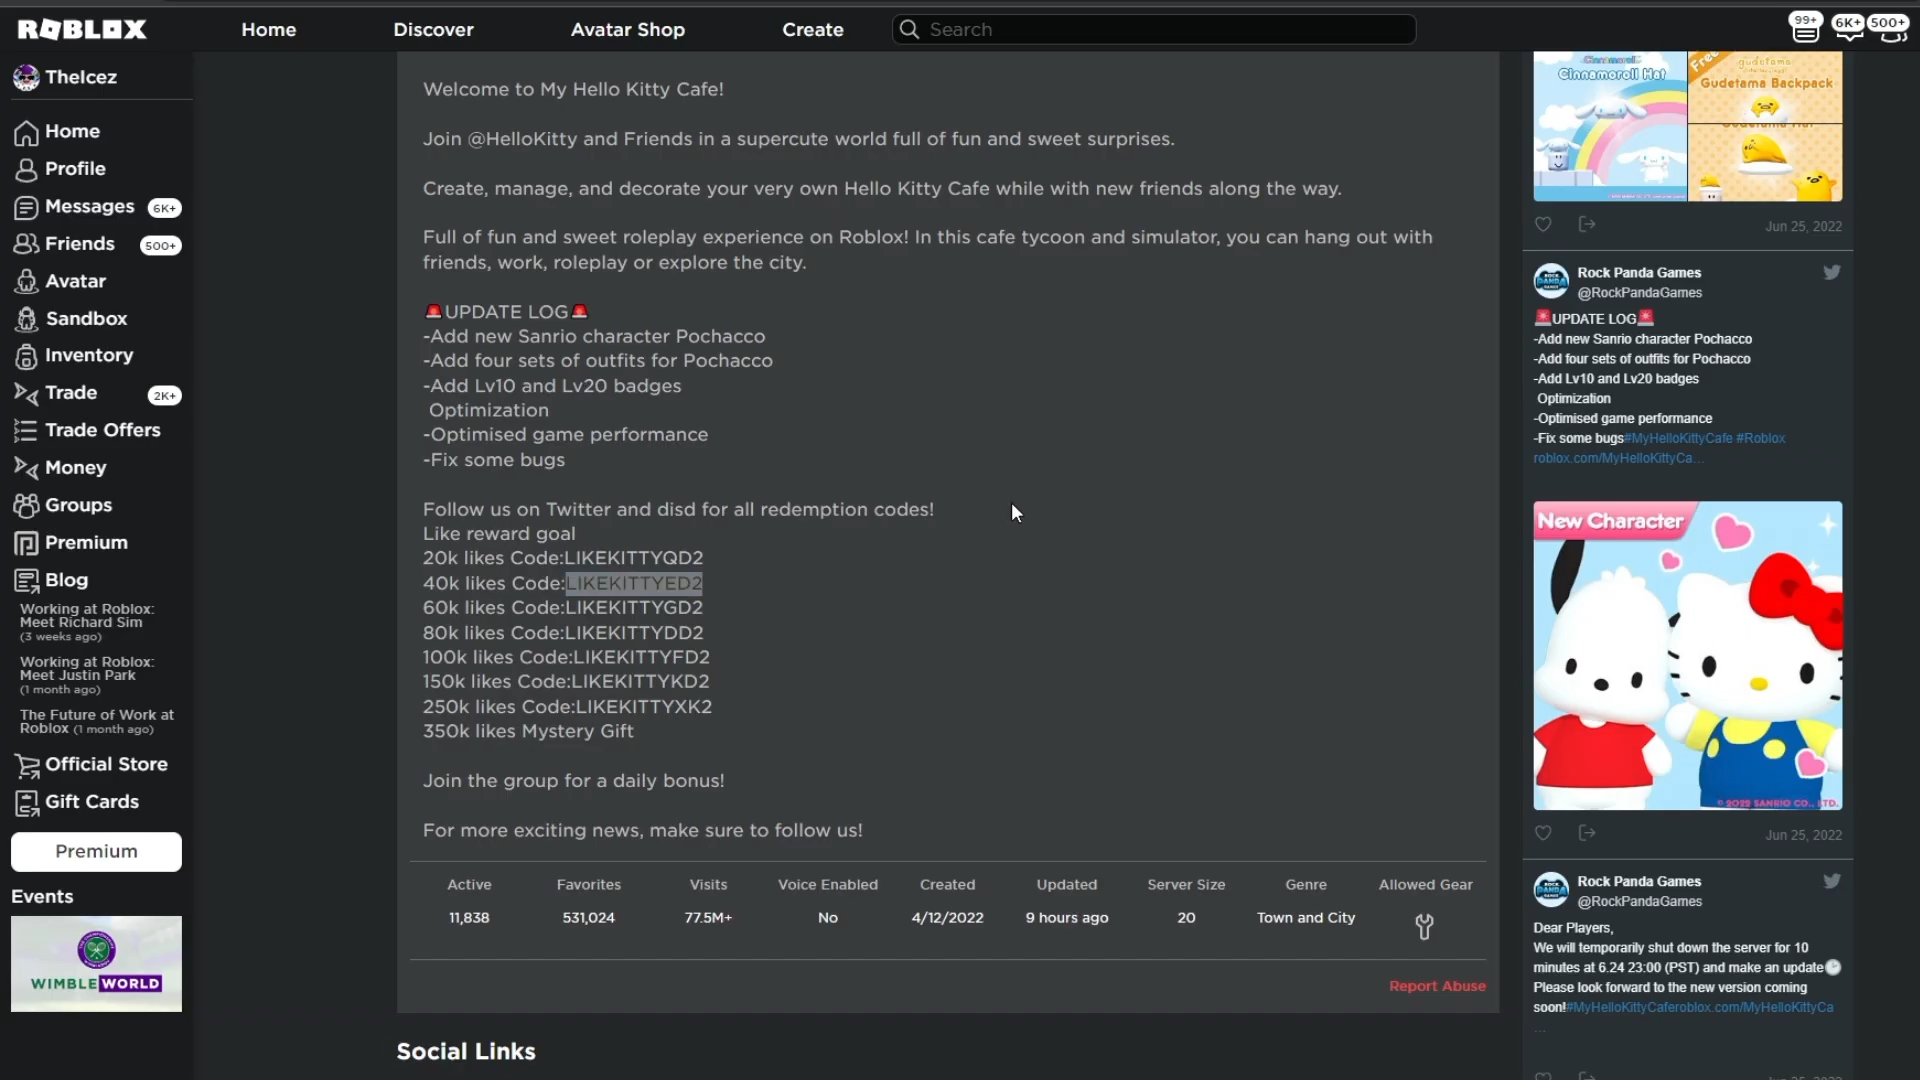 ROBLOX
Home
Discover
Avatar Shop
Create
Search
99+
6K+
500+
TheIcez
Home
Profile
Messages 6K+
Friends 500+
Avatar
Sandbox
Inventory
Trade 2K+
Trade Offers
Money
Groups
Premium
Blog
Working at Roblox:
Meet Richard Sim
(3 weeks ago)
Working at Roblox:
Meet Justin Park
(1 month ago)
The Future of Work at
Roblox (1 month ago)
Official Store
Gift Cards
Premium
Events
WIMBLEWORLD
Welcome to My Hello Kitty Cafe!
Join @HelloKitty and Friends in a supercute world full of fun and sweet surprises.
Create, manage, and decorate your very own Hello Kitty Cafe while with new friends along the way.
Full of fun and sweet roleplay experience on Roblox! In this cafe tycoon and simulator, you can hang out with
friends, work, roleplay or explore the city.
🚨UPDATE LOG🚨
-Add new Sanrio character Pochacco
-Add four sets of outfits for Pochacco
-Add Lv10 and Lv20 badges
Optimization
-Optimised game performance
-Fix some bugs
Follow us on Twitter and disd for all redemption codes!
Like reward goal
20k likes Code:LIKEKITTYQD2
40k likes Code:LIKEKITTYED2
60k likes Code:LIKEKITTYGD2
80k likes Code:LIKEKITTYDD2
100k likes Code:LIKEKITTYFD2
150k likes Code:LIKEKITTYKD2
250k likes Code:LIKEKITTYXK2
350k likes Mystery Gift
Join the group for a daily bonus!
For more exciting news, make sure to follow us!
Active Favorites Visits Voice Enabled Created Updated Server Size Genre Allowed Gear
11,838 531,024 77.5M+ No 4/12/2022 9 hours ago 20 Town and City
Report Abuse
Social Links
Cinnamoroll Hat
Free
gudetama
Gudetama Backpack
Jun 25, 2022
Rock Panda Games
@RockPandaGames
🚨UPDATE LOG🚨
-Add new Sanrio character Pochacco
-Add four sets of outfits for Pochacco
-Add Lv10 and Lv20 badges
Optimization
-Optimised game performance
-Fix some bugs#MyHelloKittyCafe #Roblox
roblox.com/MyHelloKittyCa…
New Character
© 2022 SANRIO CO., LTD.
Jun 25, 2022
Rock Panda Games
@RockPandaGames
Dear Players,
We will temporarily shut down the server for 10
minutes at 6.24 23:00 (PST) and make an update🕒
Please look forward to the new version coming
soon!#MyHelloKittyCaferoblox.com/MyHelloKittyCa
…